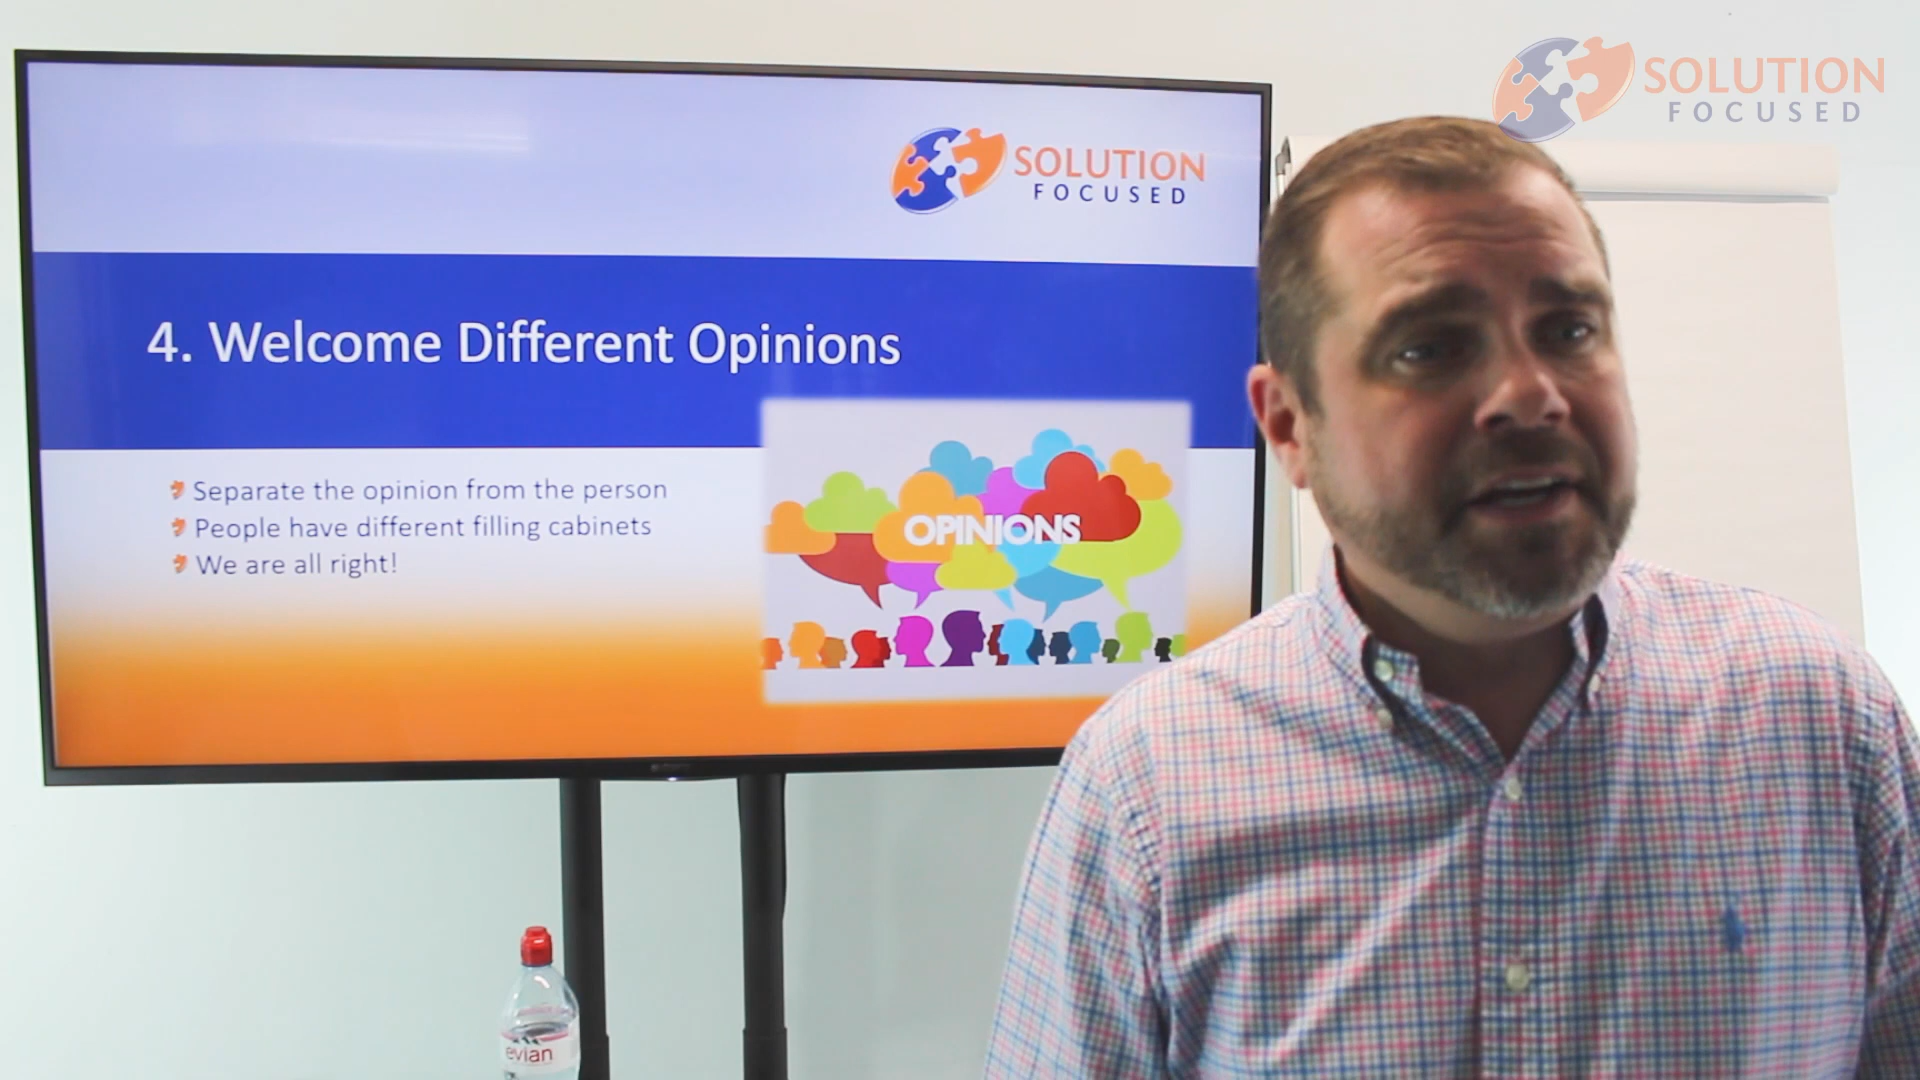 SOLUTION
FOCUSED
SOLUTION
FOCUSED
4. Welcome Different Opinions
Separate the opinion from the person
People have different filling cabinets
We are all right!
OPINIONS
evian